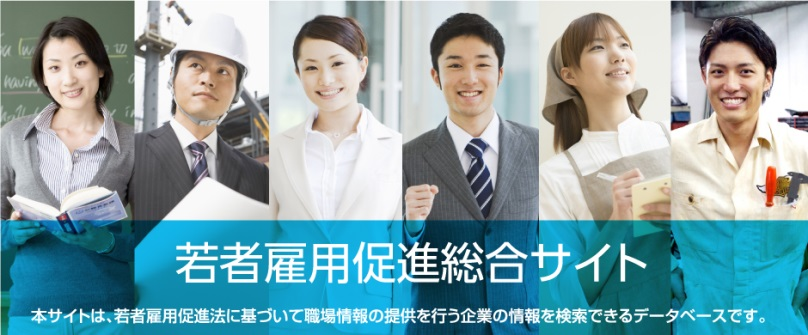 若者雇用促進総合サイト
本サイトは、若者雇用促進法に基づいて職場情報の提供を行う企業の情報を検索できるデータベースです。